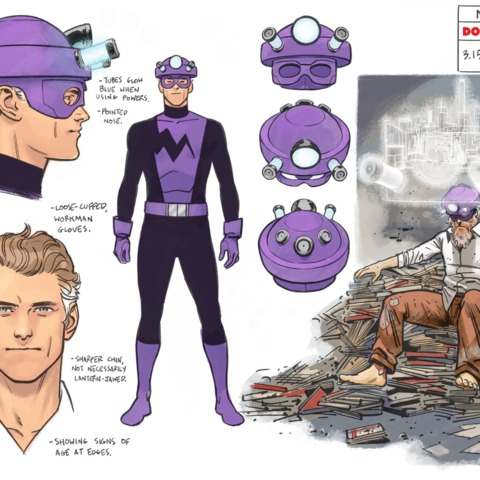 -TUBES GLOW
BLUE WHEN
USING POWERS.
-POINTED
NOSE.
-LOOSE-CUFFED,
WORKMAN
GLOVES.
-SHARPER CHIN,
NOT NECESSARILY
LANTERN-JAWED.
-SHOWING SIGNS OF
AGE AT EDGES.
M
3.15